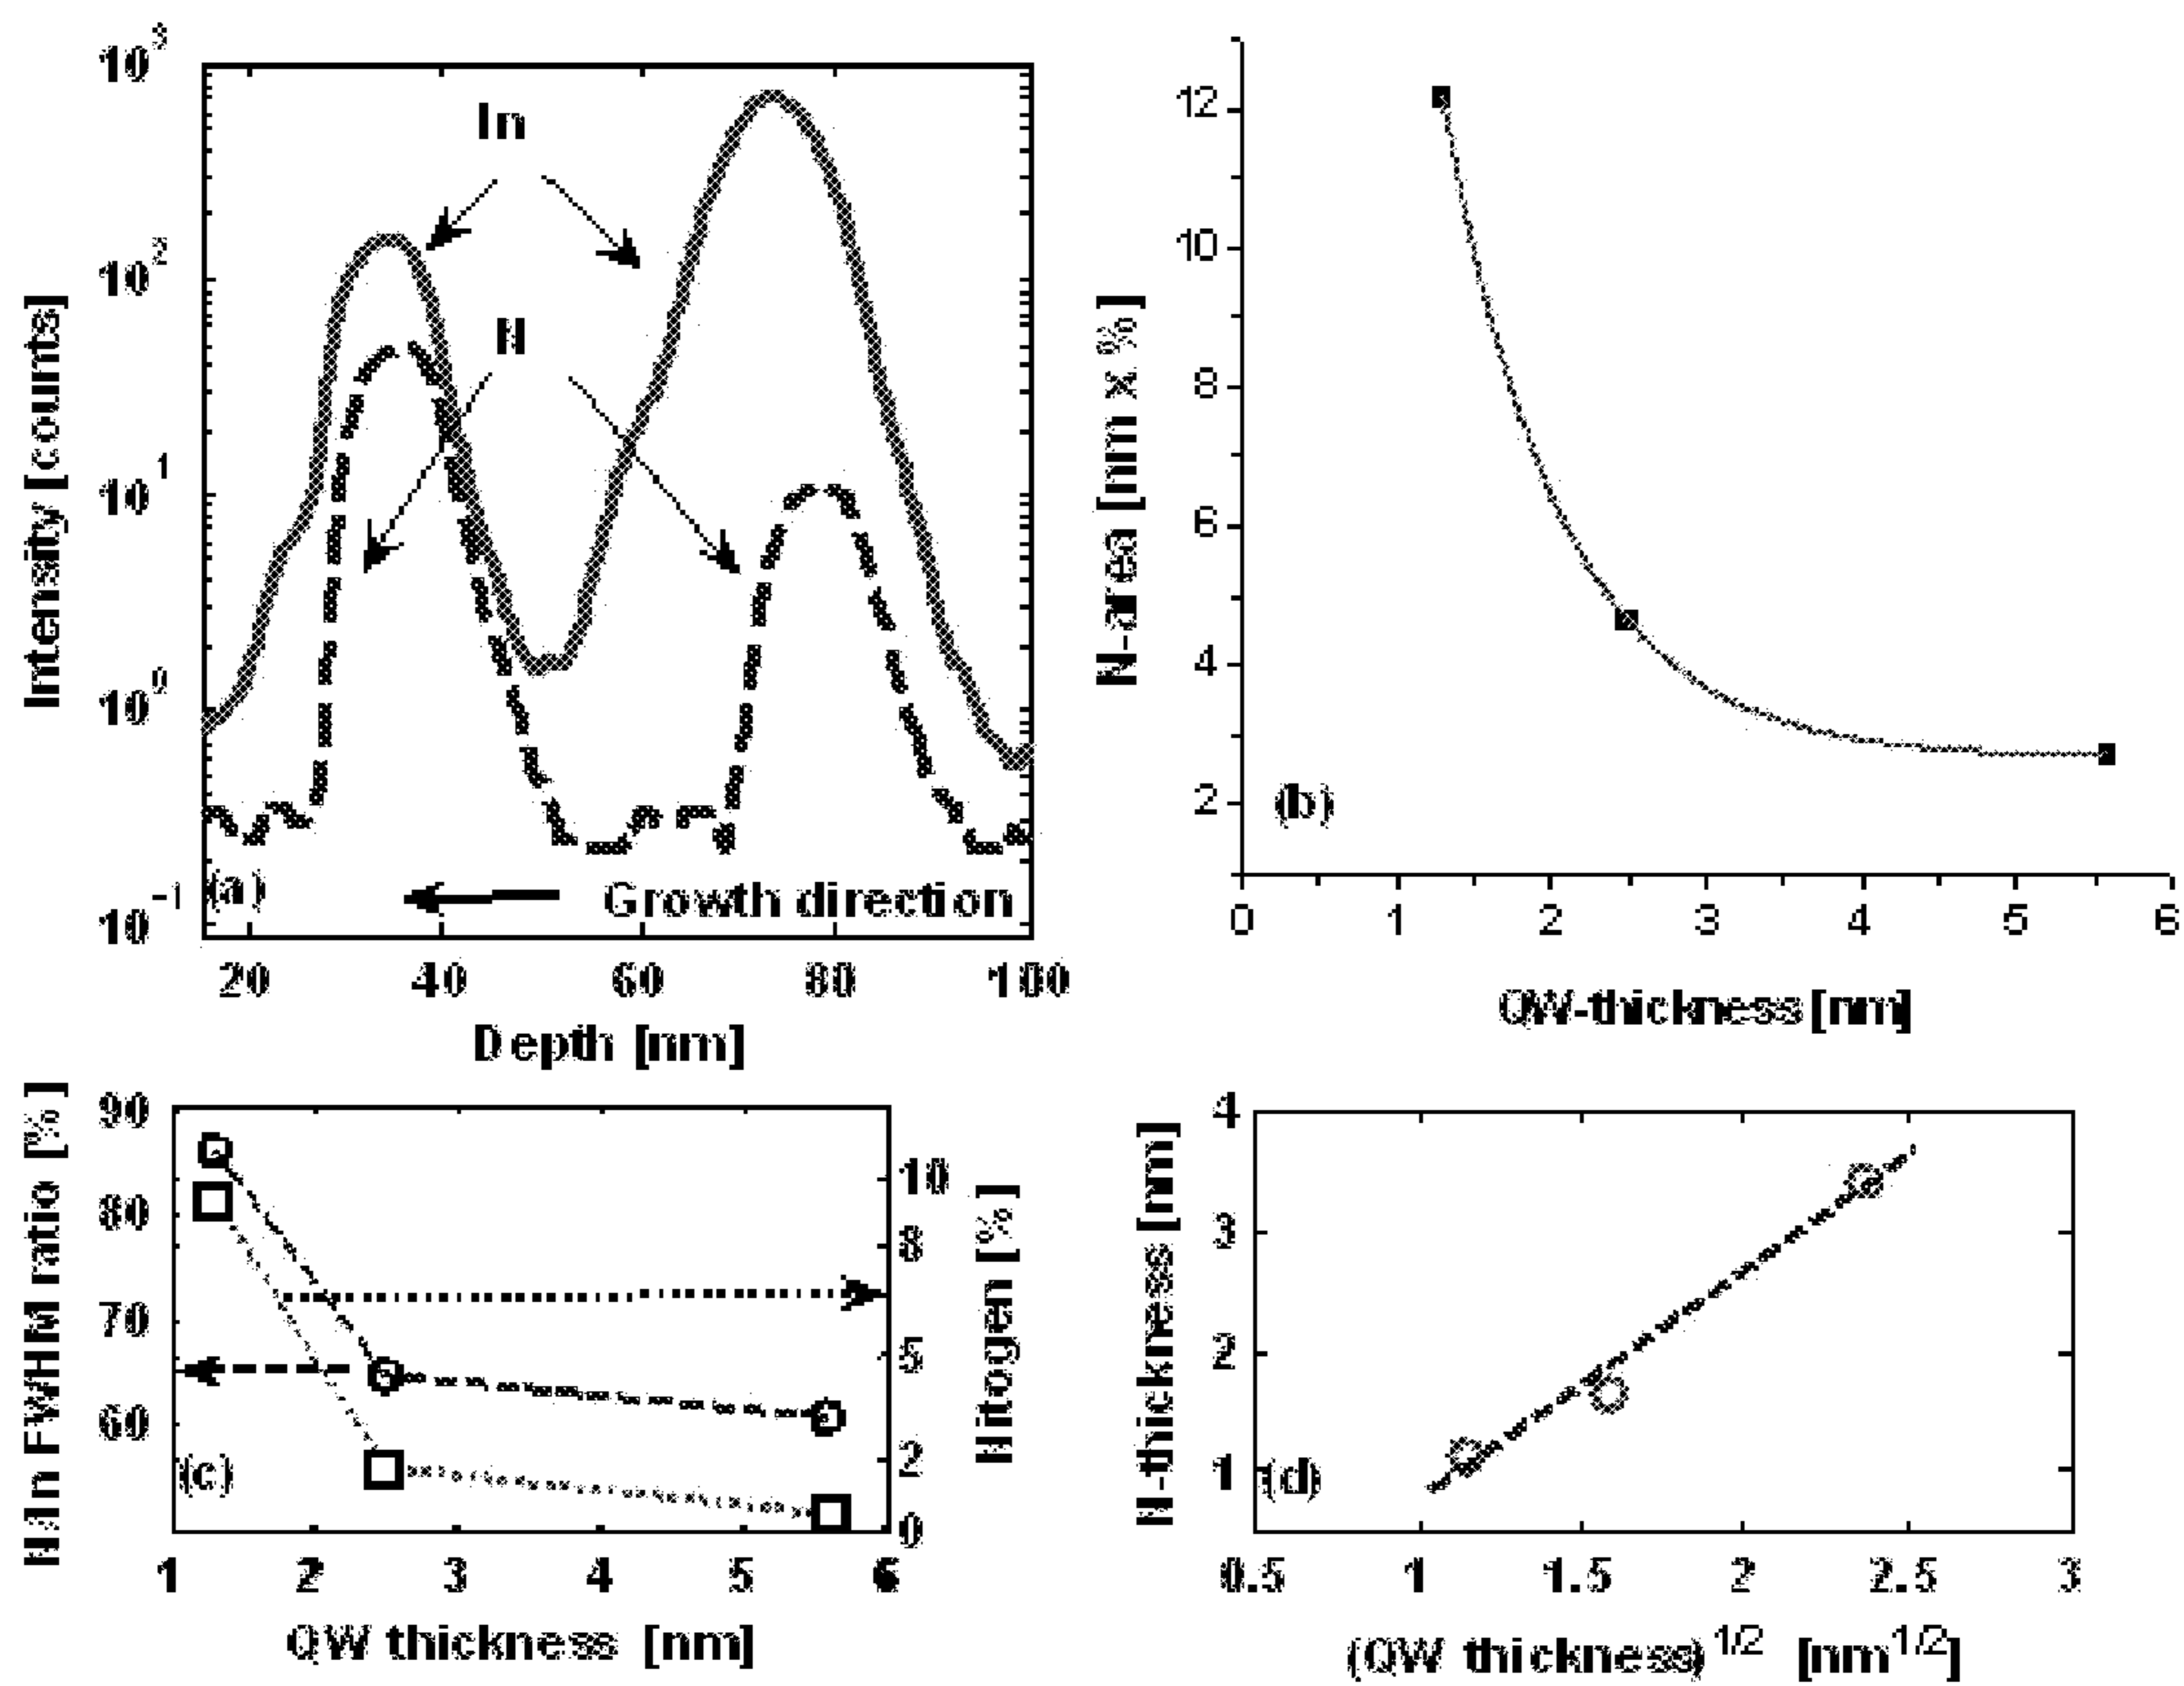 10³
10²
10¹
10⁰
10⁻¹
Intensity [counts]
In
N
(a)
Growth direction
20 40 60 80 100
Depth [nm]
12
10
8
6
4
2
N-area [nm x %]
(b)
0 1 2 3 4 5 6
QW-thickness [nm]
90
80
70
60
N:In FWHM ratio [%]
10
8
5
2
0
Nitogen [%]
(c)
1 2 3 4 5 6
QW thickness [nm]
4
3
2
1
N-thickness [nm]
(d)
0.5 1 1.5 2 2.5 3
(QW thickness)^1/2 [nm^1/2]